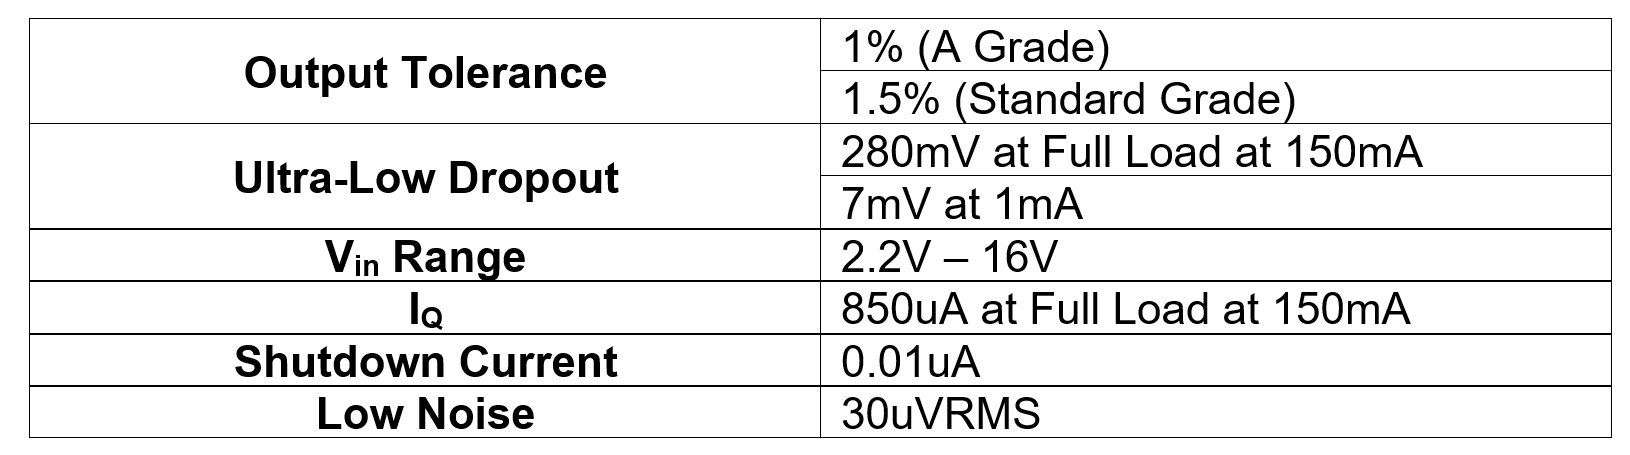 Output Tolerance
1% (A Grade)
1.5% (Standard Grade)
Ultra-Low Dropout
280mV at Full Load at 150mA
7mV at 1mA
Vin Range
2.2V – 16V
IQ
850uA at Full Load at 150mA
Shutdown Current
0.01uA
Low Noise
30uVRMS